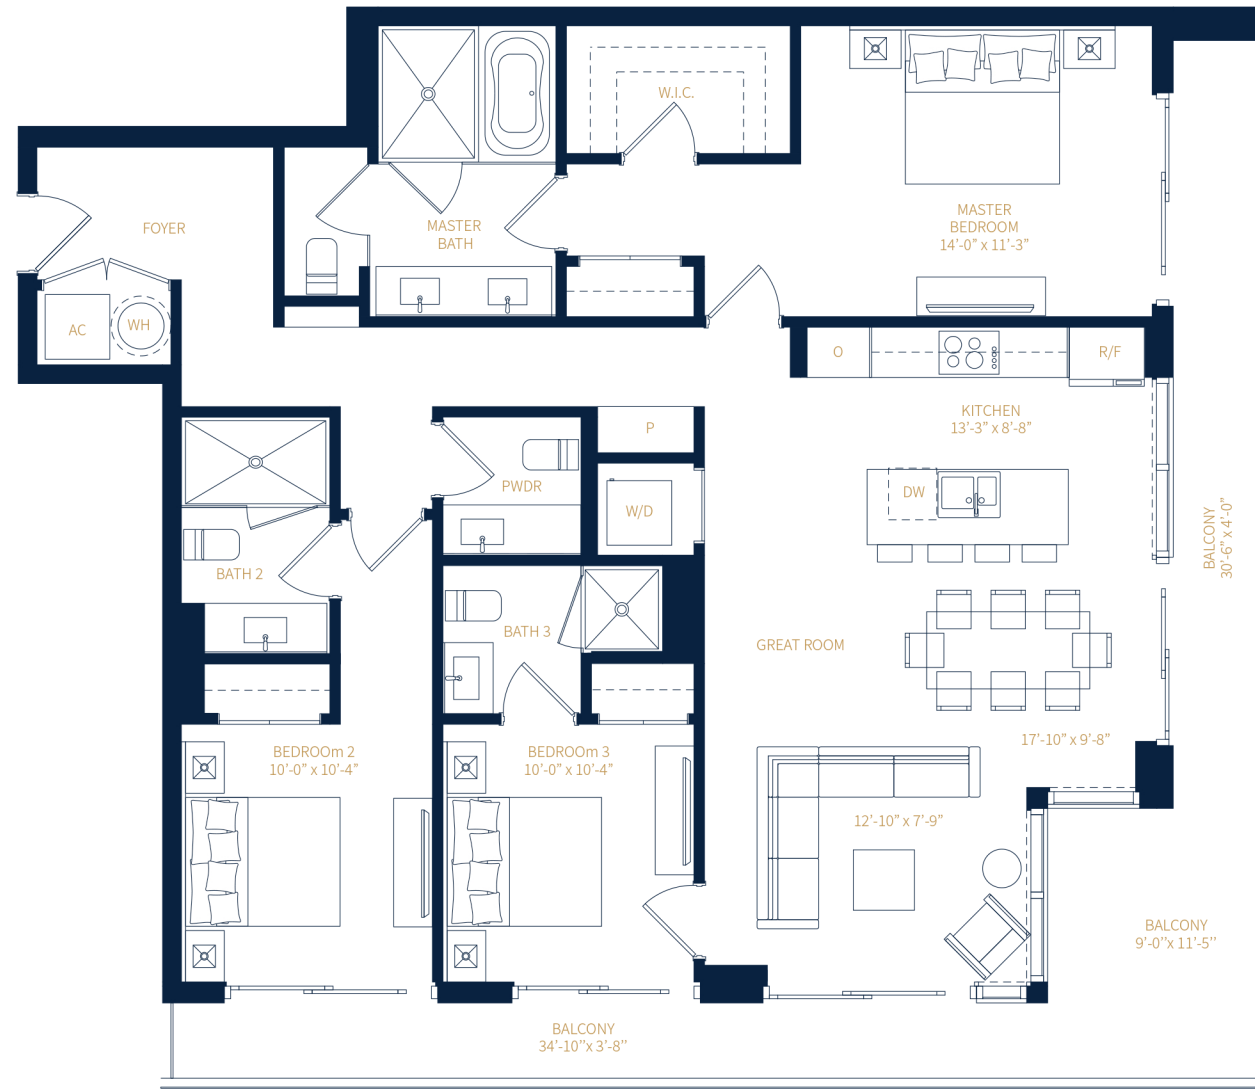 W.I.C.
MASTER
BEDROOM
14'-0" x 11'-3"
FOYER
MASTER
BATH
AC
WH
O
R/F
KITCHEN
13'-3" x 8'-8"
P
PWDR
W/D
DW
BALCONY
30'-6" x 4'-0"
BATH 2
BATH 3
GREAT ROOM
17'-10" x 9'-8"
BEDROOm 2
10'-0" x 10'-4"
BEDROOm 3
10'-0" x 10'-4"
12'-10" x 7'-9"
BALCONY
9'-0''x 11'-5''
BALCONY
34'-10''x 3'-8''